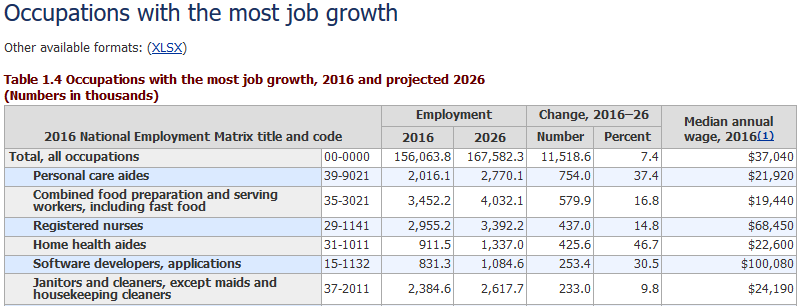 Occupations with the most job growth
Other available formats: (XLSX)
Table 1.4 Occupations with the most job growth, 2016 and projected 2026
(Numbers in thousands)
Employment Change, 2016–26
2016 National Employment Matrix title and code 2016 2026 Number Percent Median annual
wage, 2016(1)
Total, all occupations 00-0000 156,063.8 167,582.3 11,518.6 7.4 $37,040
Personal care aides 39-9021 2,016.1 2,770.1 754.0 37.4 $21,920
Combined food preparation and serving
workers, including fast food 35-3021 3,452.2 4,032.1 579.9 16.8 $19,440
Registered nurses 29-1141 2,955.2 3,392.2 437.0 14.8 $68,450
Home health aides 31-1011 911.5 1,337.0 425.6 46.7 $22,600
Software developers, applications 15-1132 831.3 1,084.6 253.4 30.5 $100,080
Janitors and cleaners, except maids and
housekeeping cleaners 37-2011 2,384.6 2,617.7 233.0 9.8 $24,190